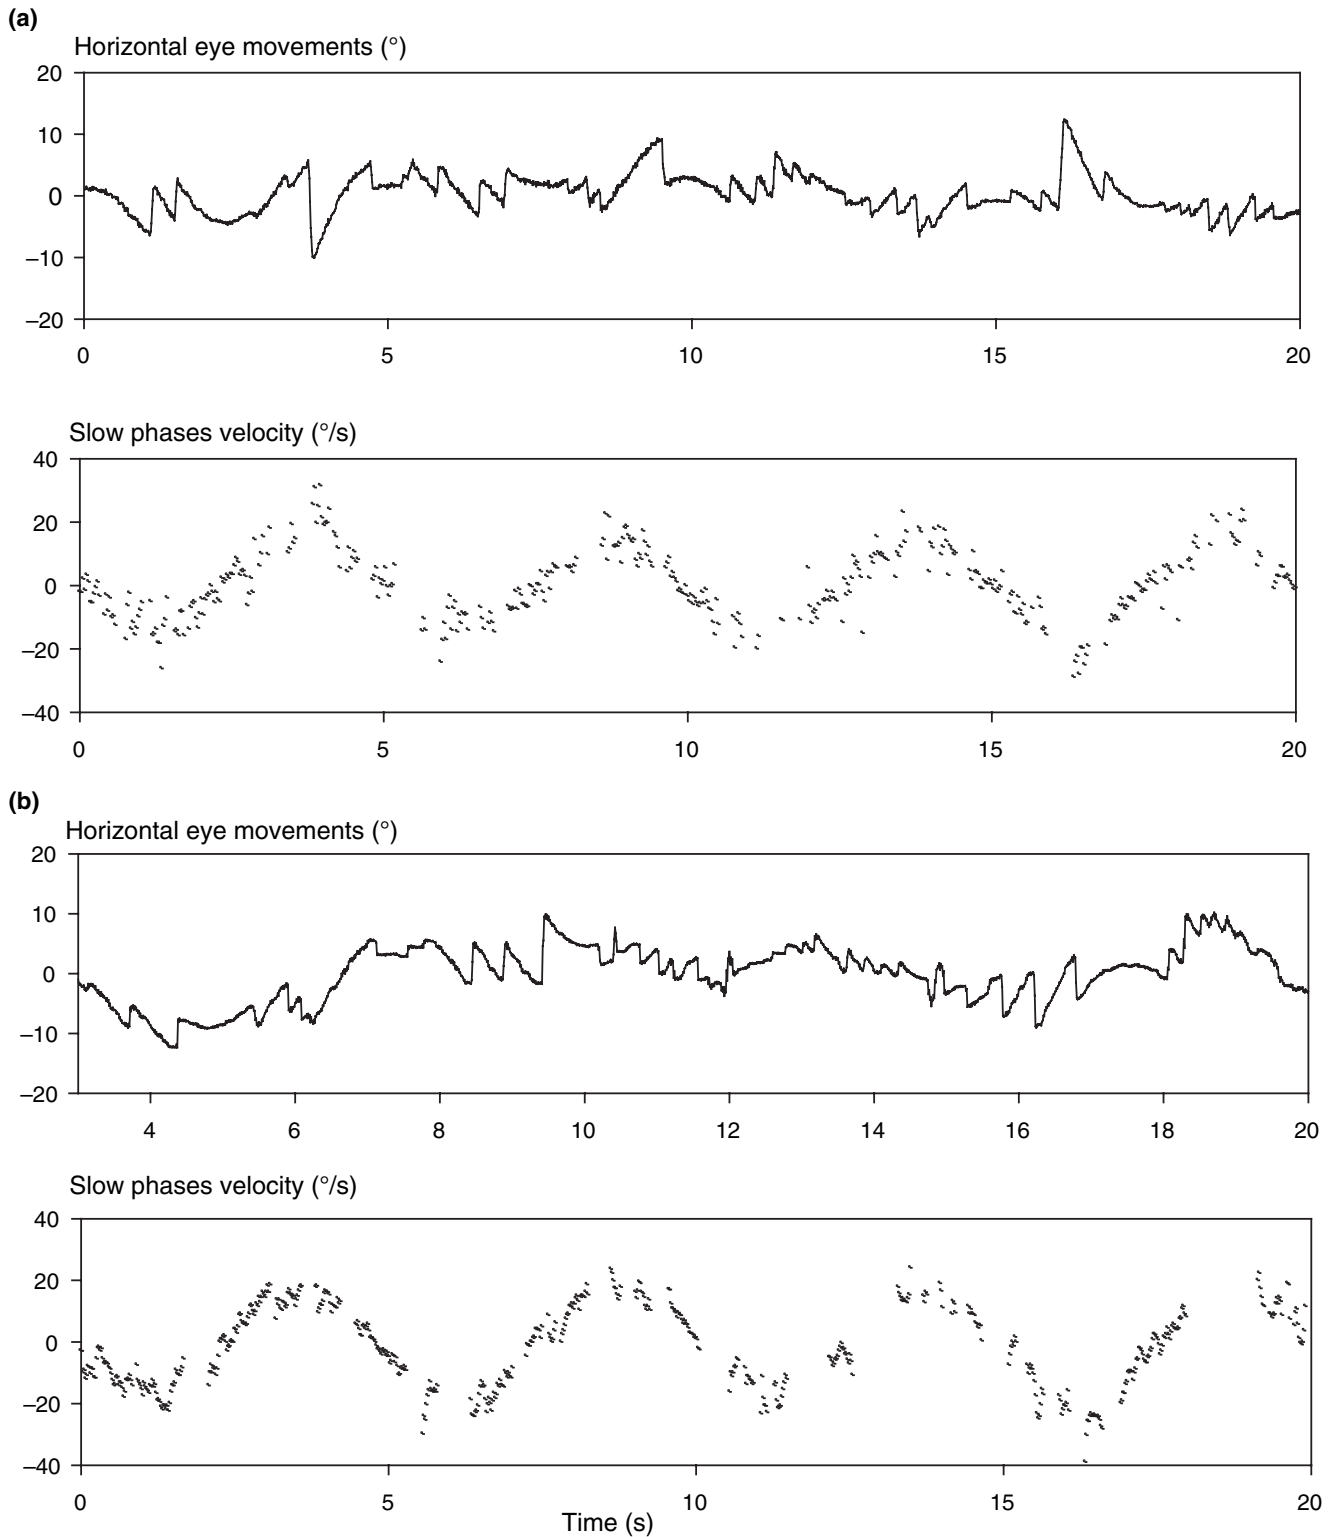 (a)
Horizontal eye movements (°)
20
10
0
–10
–20
0 5 10 15 20
Slow phases velocity (°/s)
40
20
0
–20
–40
0 5 10 15 20
(b)
Horizontal eye movements (°)
20
10
0
–10
–20
4 6 8 10 12 14 16 18 20
Slow phases velocity (°/s)
40
20
0
–20
–40
0 5 10 15 20
Time (s)